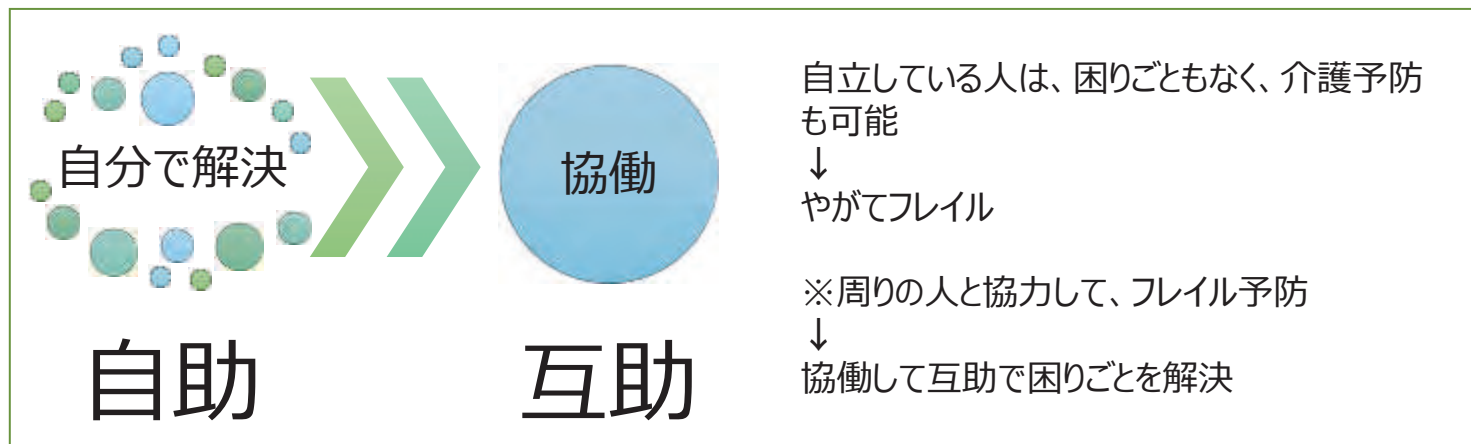 自分で解決
自助
協働
互助
自立している人は、困りごともなく、介護予防
も可能
↓
やがてフレイル
※周りの人と協力して、フレイル予防
↓
協働して互助で困りごとを解決